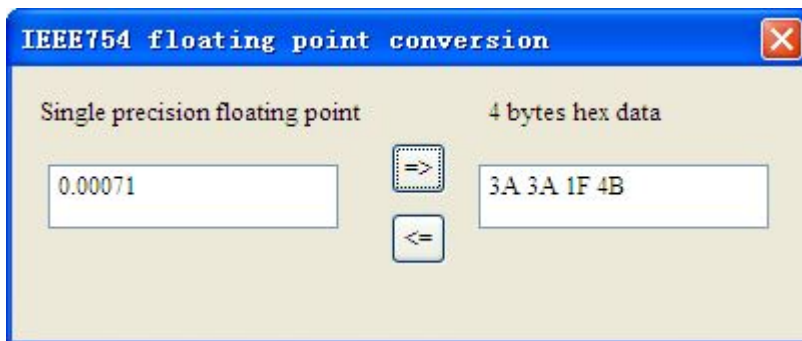 IEEE754 floating point conversion
Single precision floating point 4 bytes hex data
0.00071 => 3A 3A 1F 4B
<=